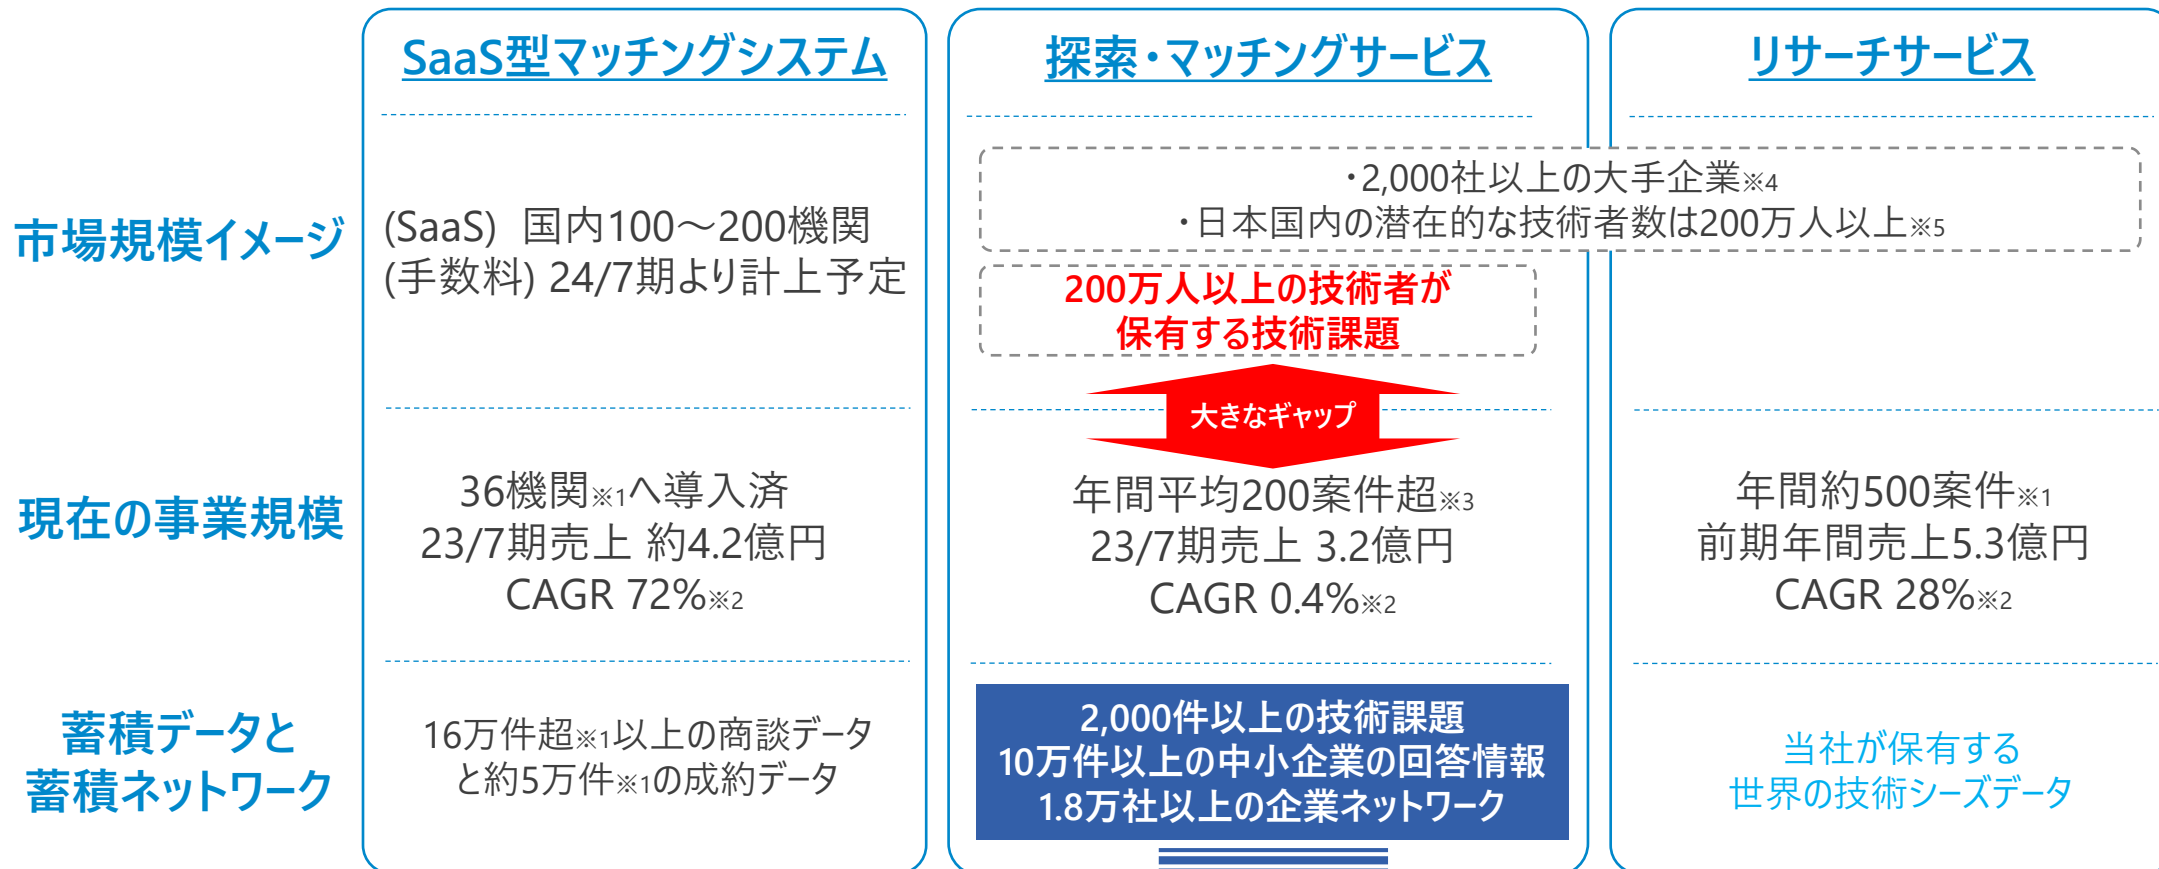 SaaS型マッチングシステム
探索・マッチングサービス
リサーチサービス
市場規模イメージ
(SaaS) 国内100～200機関
(手数料) 24/7期より計上予定
・2,000社以上の大手企業※4
・日本国内の潜在的な技術者数は200万人以上※5
200万人以上の技術者が
保有する技術課題
大きなギャップ
現在の事業規模
36機関※1へ導入済
23/7期売上 約4.2億円
CAGR 72%※2
年間平均200案件超※3
23/7期売上 3.2億円
CAGR 0.4%※2
年間約500案件※1
前期年間売上5.3億円
CAGR 28%※2
蓄積データと
蓄積ネットワーク
16万件超※1以上の商談データ
と約5万件※1の成約データ
2,000件以上の技術課題
10万件以上の中小企業の回答情報
1.8万社以上の企業ネットワーク
当社が保有する
世界の技術シーズデータ